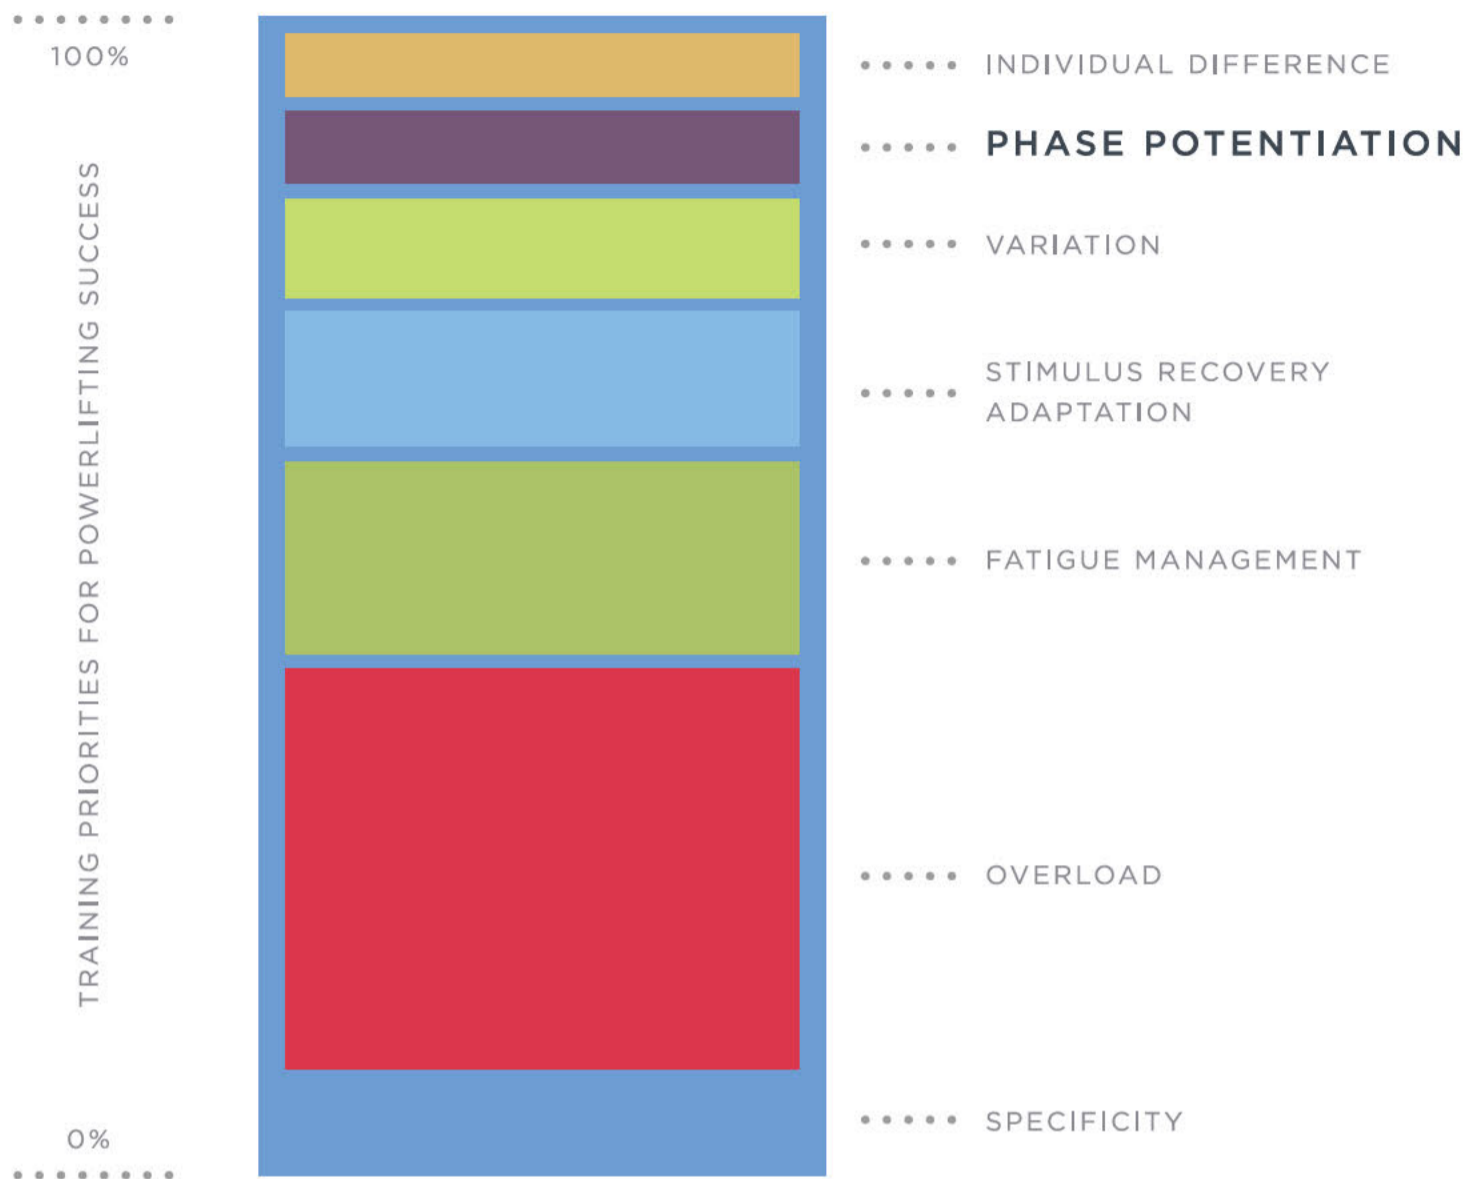 100%
TRAINING PRIORITIES FOR POWERLIFTING SUCCESS
0%
INDIVIDUAL DIFFERENCE
PHASE POTENTIATION
VARIATION
STIMULUS RECOVERY
ADAPTATION
FATIGUE MANAGEMENT
OVERLOAD
SPECIFICITY